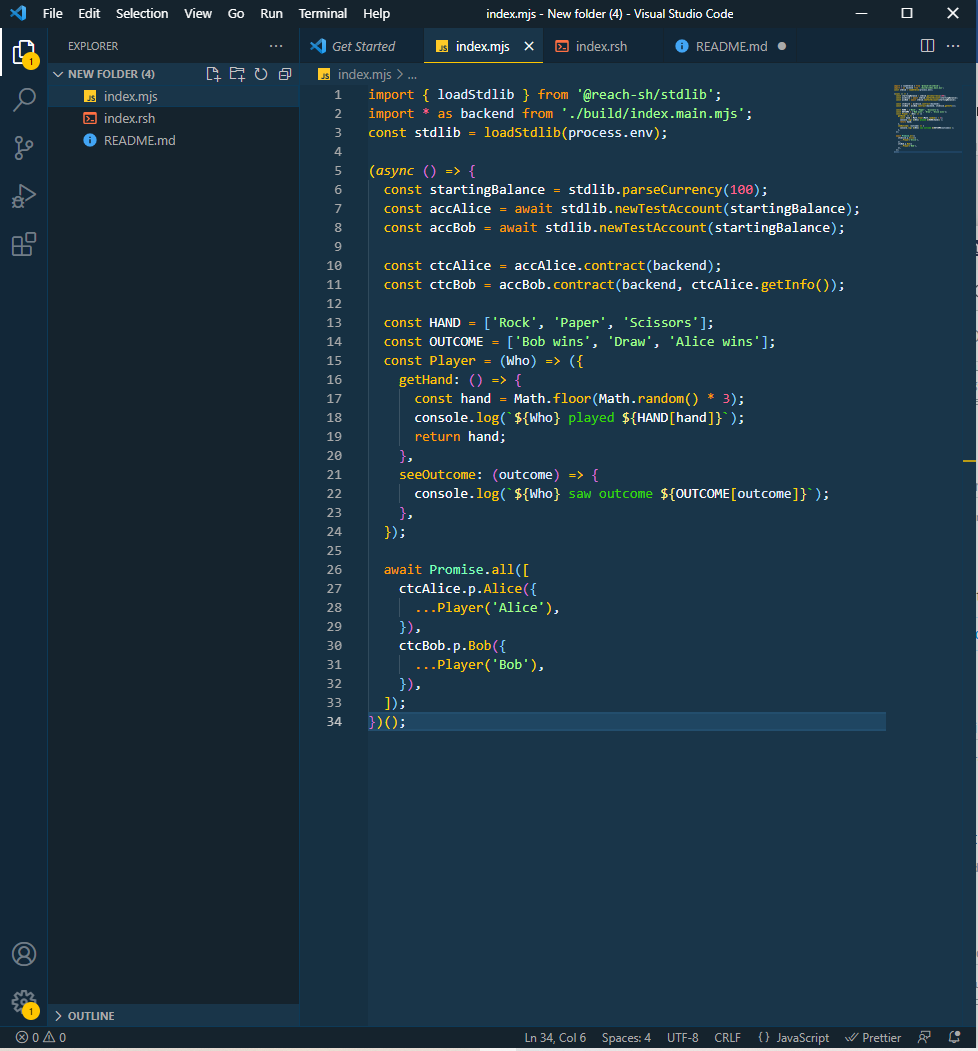 File Edit Selection View Go Run Terminal Help index.mjs - New folder (4) - Visual Studio Code
EXPLORER
NEW FOLDER (4)
index.mjs
index.rsh
README.md
OUTLINE
Get Started index.mjs index.rsh README.md
index.mjs > ...
1 import { loadStdlib } from '@reach-sh/stdlib';
2 import * as backend from './build/index.main.mjs';
3 const stdlib = loadStdlib(process.env);
4
5 (async () => {
6   const startingBalance = stdlib.parseCurrency(100);
7   const accAlice = await stdlib.newTestAccount(startingBalance);
8   const accBob = await stdlib.newTestAccount(startingBalance);
9
10   const ctcAlice = accAlice.contract(backend);
11   const ctcBob = accBob.contract(backend, ctcAlice.getInfo());
12
13   const HAND = ['Rock', 'Paper', 'Scissors'];
14   const OUTCOME = ['Bob wins', 'Draw', 'Alice wins'];
15   const Player = (Who) => ({
16     getHand: () => {
17       const hand = Math.floor(Math.random() * 3);
18       console.log(`${Who} played ${HAND[hand]}`);
19       return hand;
20     },
21     seeOutcome: (outcome) => {
22       console.log(`${Who} saw outcome ${OUTCOME[outcome]}`);
23     },
24   });
25
26   await Promise.all([
27     ctcAlice.p.Alice({
28       ...Player('Alice'),
29     }),
30     ctcBob.p.Bob({
31       ...Player('Bob'),
32     }),
33   ]);
34 })();
0 0 Ln 34, Col 6 Spaces: 4 UTF-8 CRLF {} JavaScript Prettier